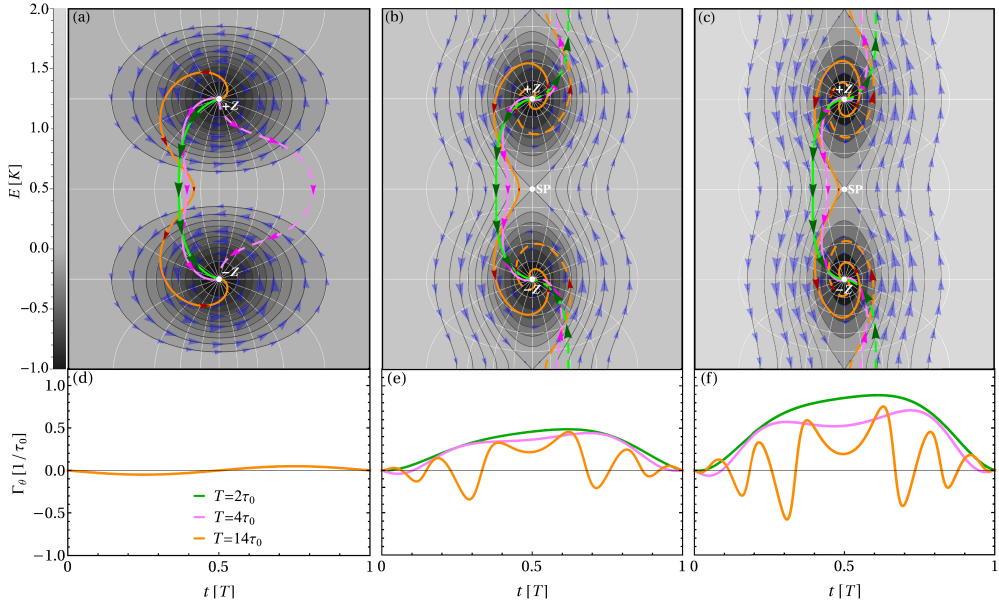 (a) (b) (c)
2.0
1.5
1.0
0.5
0.0
−0.5
−1.0
E [K]
+Z +Z +Z
SP SP
−Z −Z −Z
(d) (e) (f)
1.0
0.5
0.0
−0.5
−1.0
Γθ [1/τ0]
T=2τ0
T=4τ0
T=14τ0
0 0.5 1 0.5 1 0.5 1
t [T] t [T] t [T]